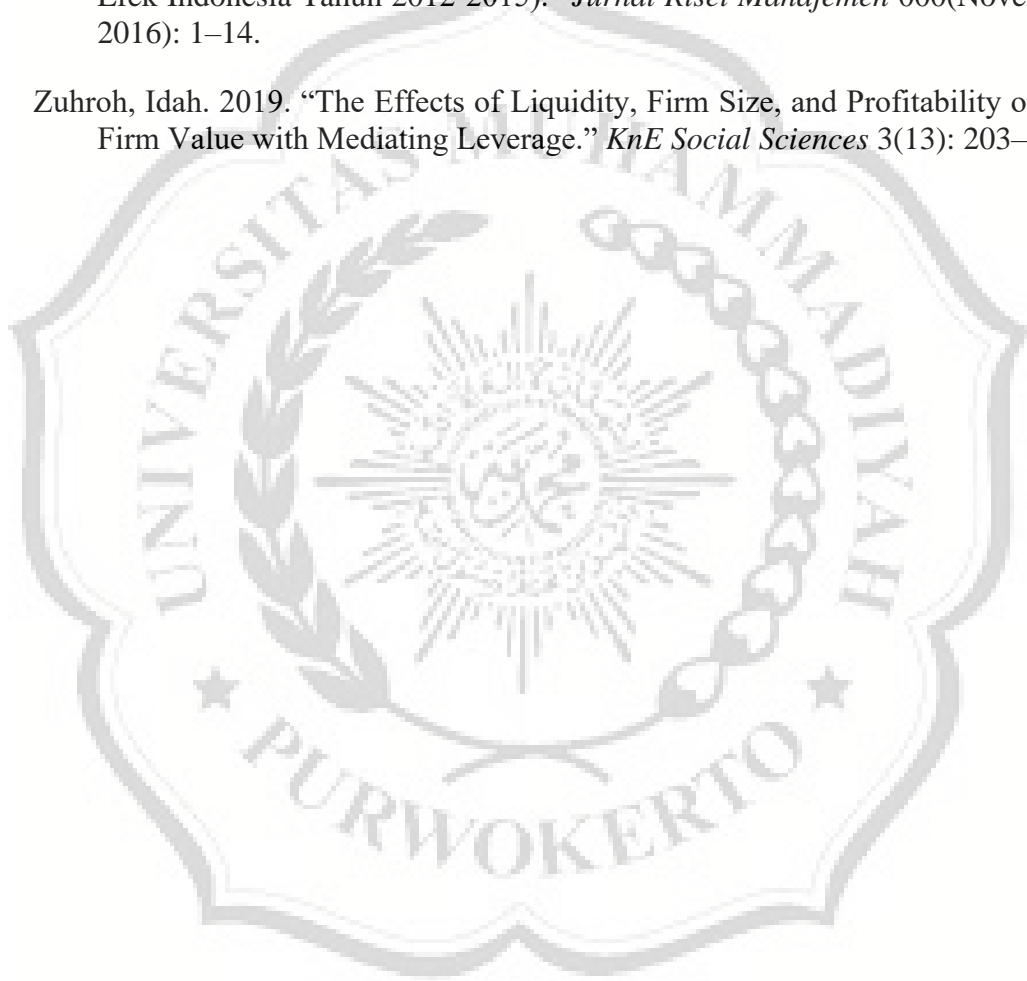 Efek Indonesia Tahun 2012-2015).” Jurnal Riset Manajemen 000(Nove
2016): 1–14.
Zuhroh, Idah. 2019. “The Effects of Liquidity, Firm Size, and Profitability o
Firm Value with Mediating Leverage.” KnE Social Sciences 3(13): 203–
UNIVERSITAS MUHAMMADIYAH
PURWOKERTO